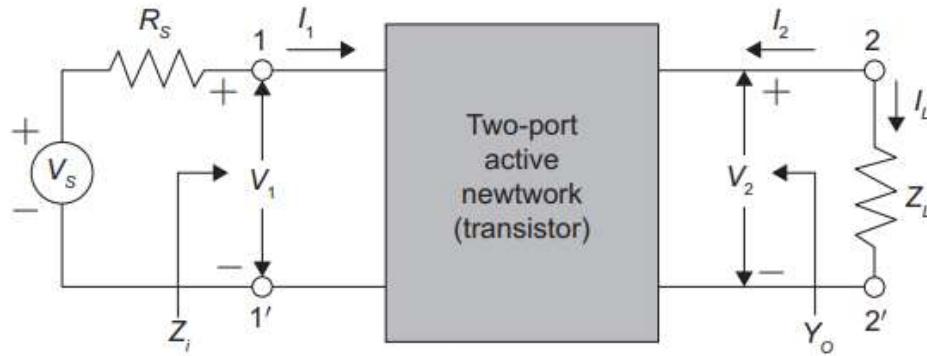 R_S
1
I_1
I_2
2
+
+
I_L
+
V_S
−
V_1
Two-port
active
newtwork
(transistor)
V_2
Z_L
−
−
1′
2′
Z_i
Y_O